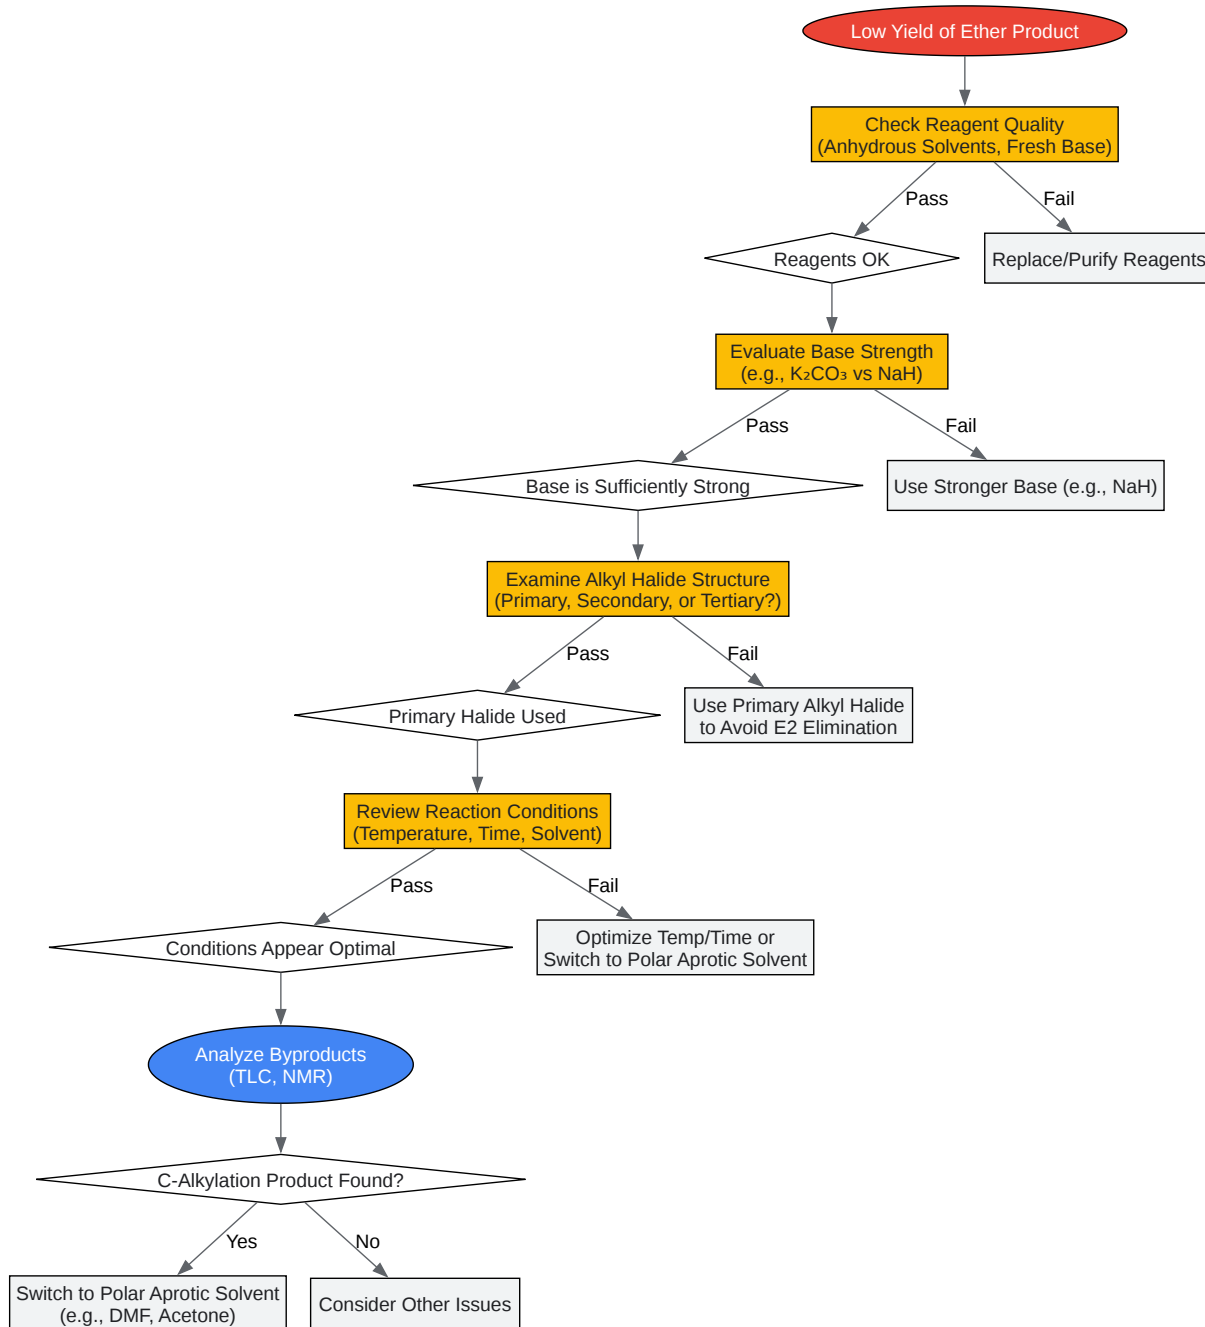 Low Yield of Ether Product
Check Reagent Quality
(Anhydrous Solvents, Fresh Base)
Pass
Fail
Reagents OK
Replace/Purify Reagents
Evaluate Base Strength
(e.g., K₂CO₃ vs NaH)
Pass
Fail
Base is Sufficiently Strong
Use Stronger Base (e.g., NaH)
Examine Alkyl Halide Structure
(Primary, Secondary, or Tertiary?)
Pass
Fail
Primary Halide Used
Use Primary Alkyl Halide
to Avoid E2 Elimination
Review Reaction Conditions
(Temperature, Time, Solvent)
Pass
Fail
Conditions Appear Optimal
Optimize Temp/Time or
Switch to Polar Aprotic Solvent
Analyze Byproducts
(TLC, NMR)
C-Alkylation Product Found?
Yes
No
Switch to Polar Aprotic Solvent
(e.g., DMF, Acetone)
Consider Other Issues